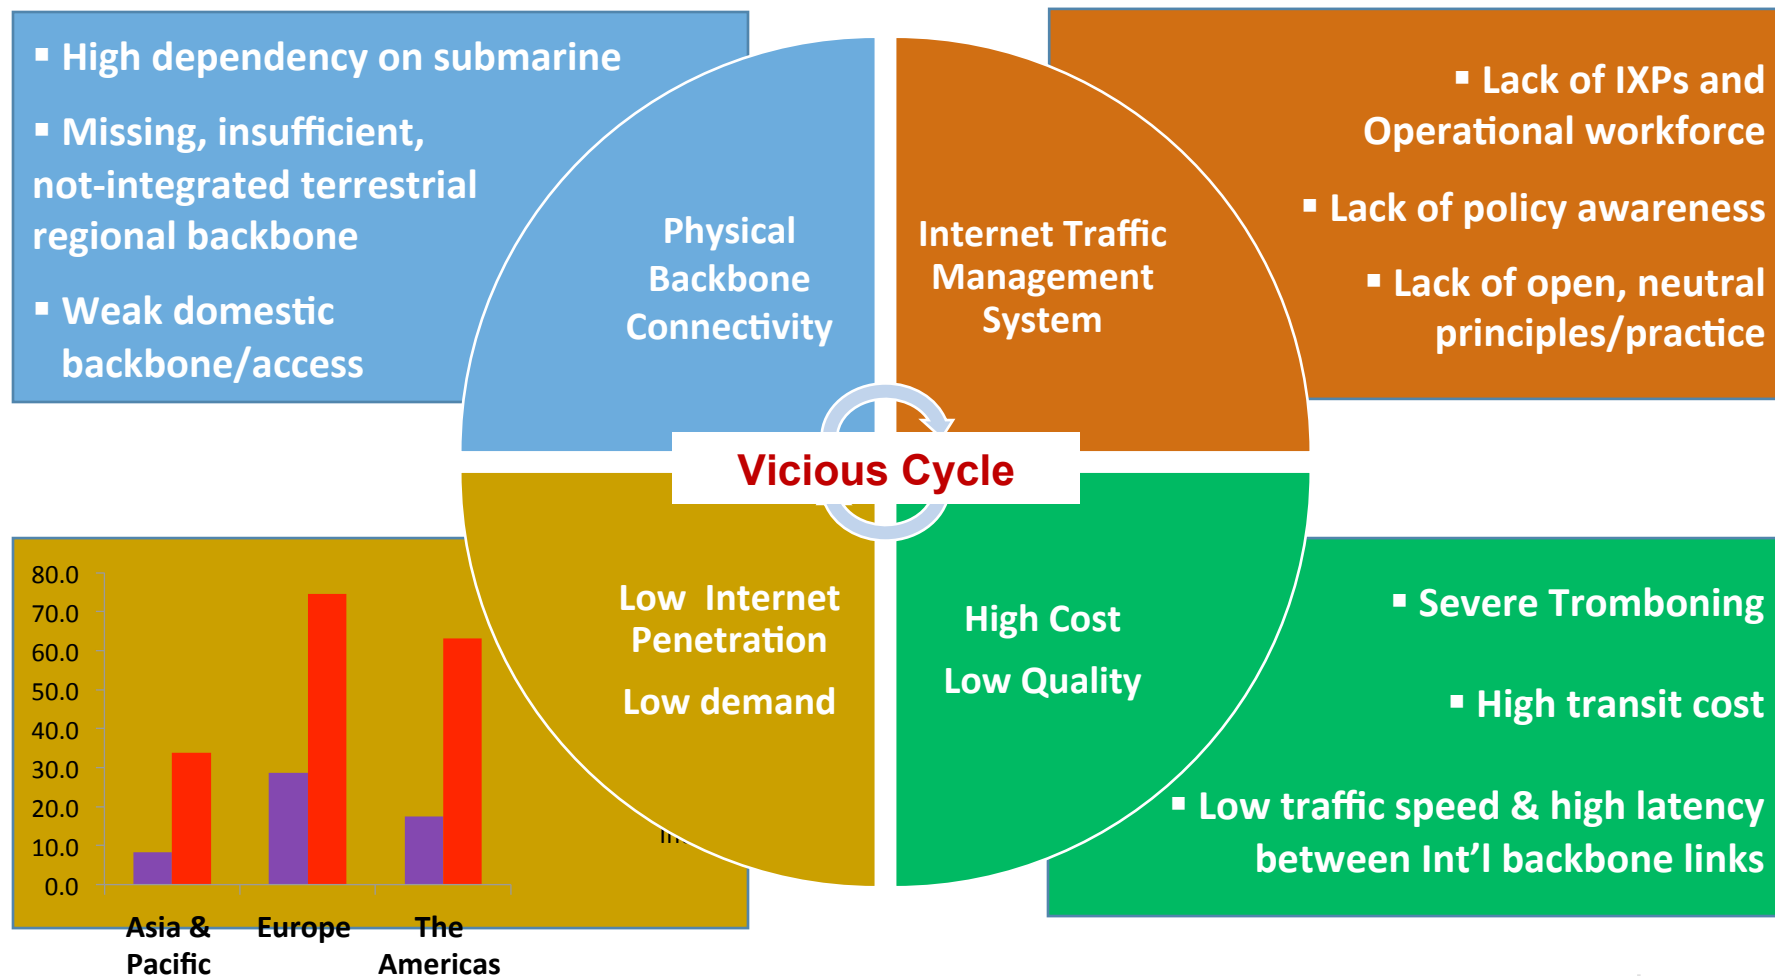 ▪ High dependency on submarine
▪ Missing, insufficient,
not-integrated terrestrial
regional backbone
▪ Weak domestic
backbone/access
Physical
Backbone
Connectivity
Internet Traffic
Management
System
▪ Lack of IXPs and
Operational workforce
▪ Lack of policy awareness
▪ Lack of open, neutral
principles/practice
Vicious Cycle
80.0
70.0
60.0
50.0
40.0
30.0
20.0
10.0
0.0
Asia &
Pacific
Europe
The
Americas
Low Internet
Penetration
Low demand
High Cost
Low Quality
▪ Severe Tromboning
▪ High transit cost
▪ Low traffic speed & high latency
between Int’l backbone links